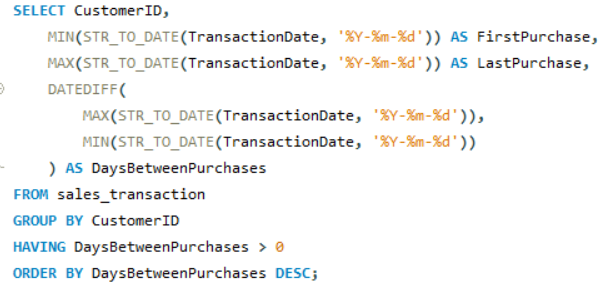 SELECT CustomerID,
    MIN(STR_TO_DATE(TransactionDate, '%Y-%m-%d')) AS FirstPurchase,
    MAX(STR_TO_DATE(TransactionDate, '%Y-%m-%d')) AS LastPurchase,
    DATEDIFF(
        MAX(STR_TO_DATE(TransactionDate, '%Y-%m-%d')),
        MIN(STR_TO_DATE(TransactionDate, '%Y-%m-%d'))
    ) AS DaysBetweenPurchases
FROM sales_transaction
GROUP BY CustomerID
HAVING DaysBetweenPurchases > 0
ORDER BY DaysBetweenPurchases DESC;